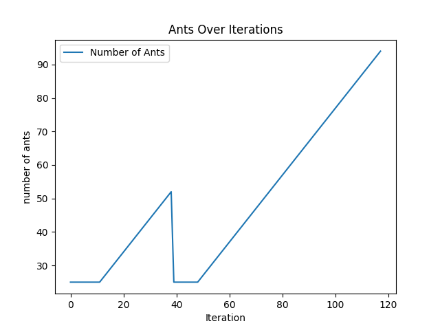 Ants Over Iterations
Number of Ants
number of ants
90
80
70
60
50
40
30
0 20 40 60 80 100 120
Iteration